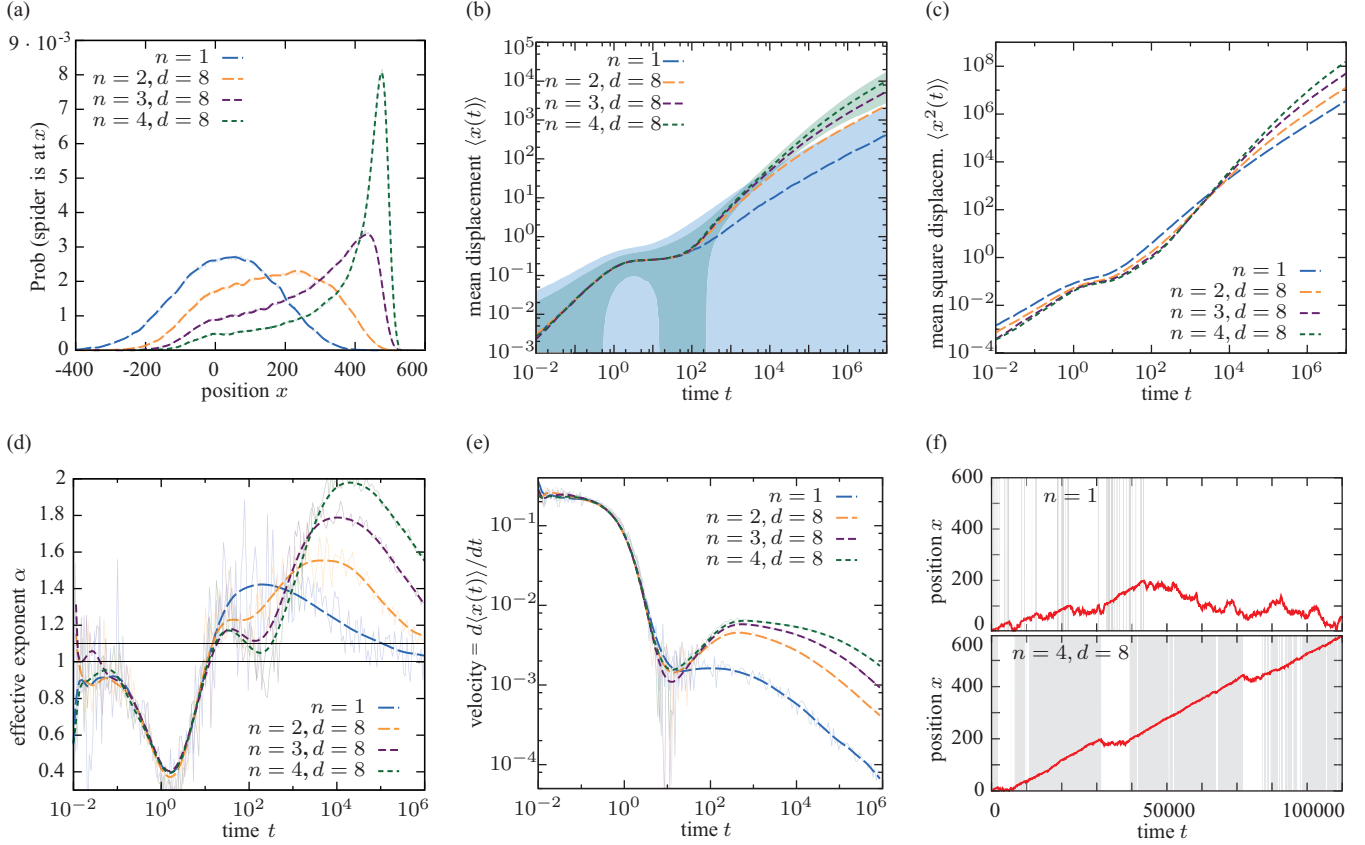 (a)
9 · 10⁻³
8
7
6
5
4
3
2
1
0
-400
-200
0
200
400
600
Prob (spider is at x)
position x
n = 1
n = 2, d = 8
n = 3, d = 8
n = 4, d = 8
(b)
10⁵
10⁴
10³
10²
10¹
10⁰
10⁻¹
10⁻²
10⁻³
10⁻²
10⁰
10²
10⁴
10⁶
mean displacement ⟨x(t)⟩
time t
n = 1
n = 2, d = 8
n = 3, d = 8
n = 4, d = 8
(c)
10⁸
10⁶
10⁴
10²
10⁰
10⁻²
10⁻⁴
10⁻²
10⁰
10²
10⁴
10⁶
mean square displacem. ⟨x²(t)⟩
time t
n = 1
n = 2, d = 8
n = 3, d = 8
n = 4, d = 8
(d)
2
1.8
1.6
1.4
1.2
1
0.8
0.6
0.4
10⁻²
10⁻¹
10⁰
10¹
10²
10³
10⁴
10⁵
10⁶
effective exponent α
time t
n = 1
n = 2, d = 8
n = 3, d = 8
n = 4, d = 8
(e)
10⁻¹
10⁻²
10⁻³
10⁻⁴
10⁻²
10⁰
10²
10⁴
10⁶
velocity = d⟨x(t)⟩/dt
time t
n = 1
n = 2, d = 8
n = 3, d = 8
n = 4, d = 8
(f)
600
400
200
0
position x
n = 1
600
400
200
0
position x
n = 4, d = 8
0
50000
100000
time t